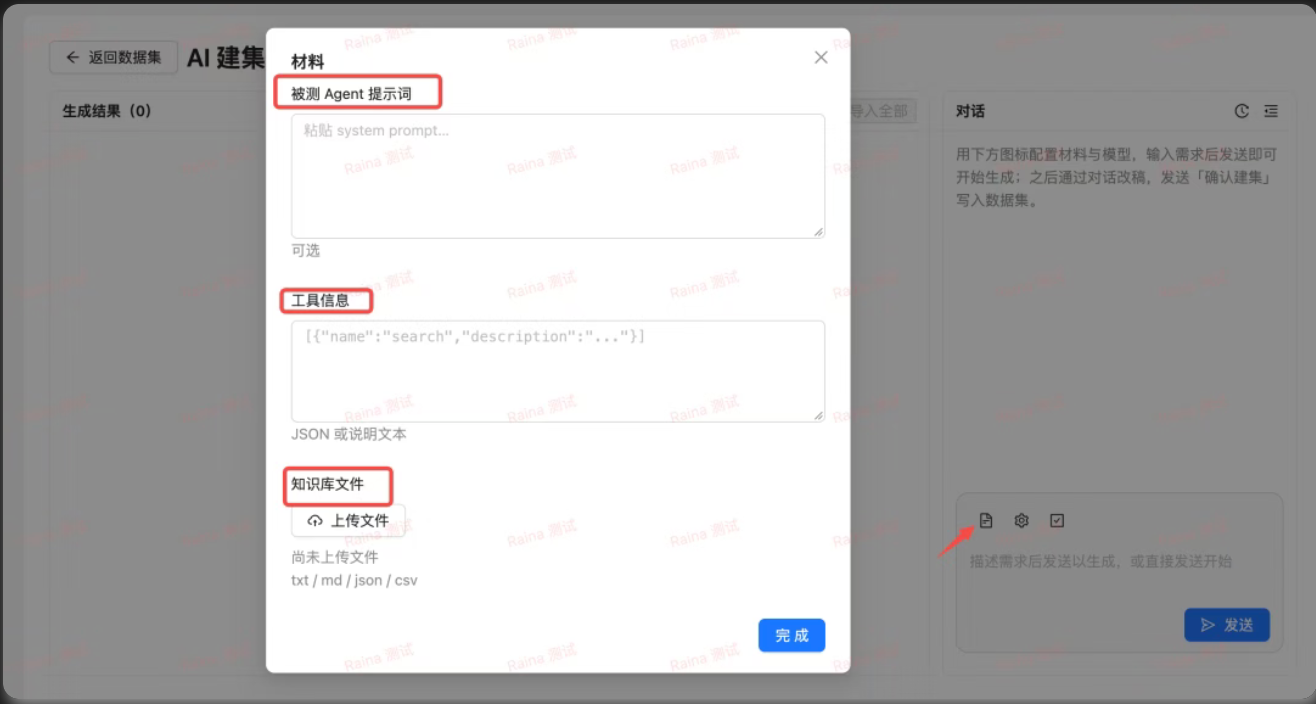 返回数据集
AI 建集
生成结果（0）
导入全部
材料
被测 Agent 提示词
粘贴 system prompt...
可选
工具信息
[{"name":"search","description":"..."}]
JSON 或说明文本
知识库文件
上传文件
尚未上传文件
txt / md / json / csv
完 成
对话
用下方图标配置材料与模型，输入需求后发送即可
开始生成；之后通过对话改稿，发送「确认建集」
写入数据集。
描述需求后发送以生成，或直接发送开始
发送
Raina 测试